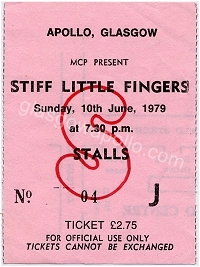 APOLLO, GLASGOW
MCP PRESENT
STIFF LITTLE FINGERS
Sunday, 10th June, 1979
at 7.30 p.m.
STALLS
No 04 J
TICKET £2.75
FOR OFFICIAL USE ONLY
TICKETS CANNOT BE EXCHANGED